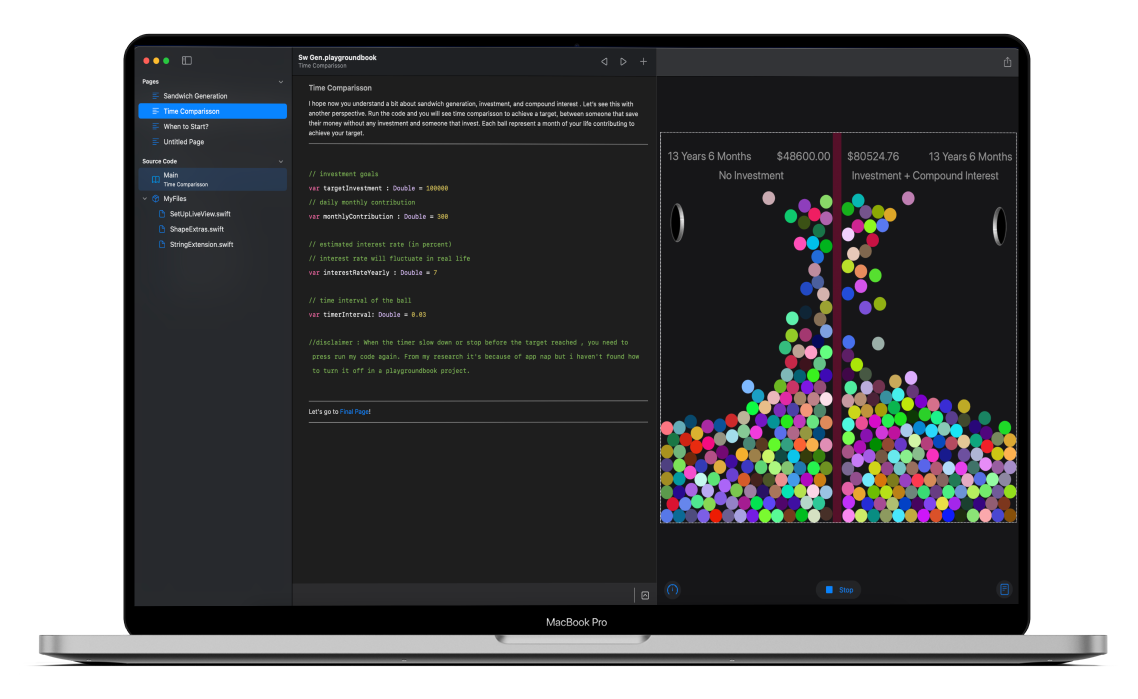 Sw Gen.playgroundbook
Time Comparisson
Pages
Sandwich Generation
Time Comparisson
When to Start?
Untitled Page
Source Code
Main
Time Comparisson
MyFiles
SetUpLiveView.swift
ShapeExtras.swift
StringExtension.swift
Time Comparisson
I hope now you understand a bit about sandwich generation, investment, and compound interest . Let's see this with
another perspective. Run the code and you will see time comparisson to achieve a target, between someone that save
their money without any investment and someone that invest. Each ball represent a month of your life contributing to
achieve your target.
// investment goals
var targetInvestment : Double = 100000
// daily monthly contribution
var monthlyContribution : Double = 300
// estimated interest rate (in percent)
// interest rate will fluctuate in real life
var interestRateYearly : Double = 7
// time interval of the ball
var timerInterval: Double = 0.03
//disclaimer : When the timer slow down or stop before the target reached , you need to
press run my code again. From my research it's because of app nap but i haven't found how
to turn it off in a playgroundbook project.
Let's go to Final Page!
13 Years 6 Months $48600.00 $80524.76 13 Years 6 Months
No Investment Investment + Compound Interest
Stop
MacBook Pro